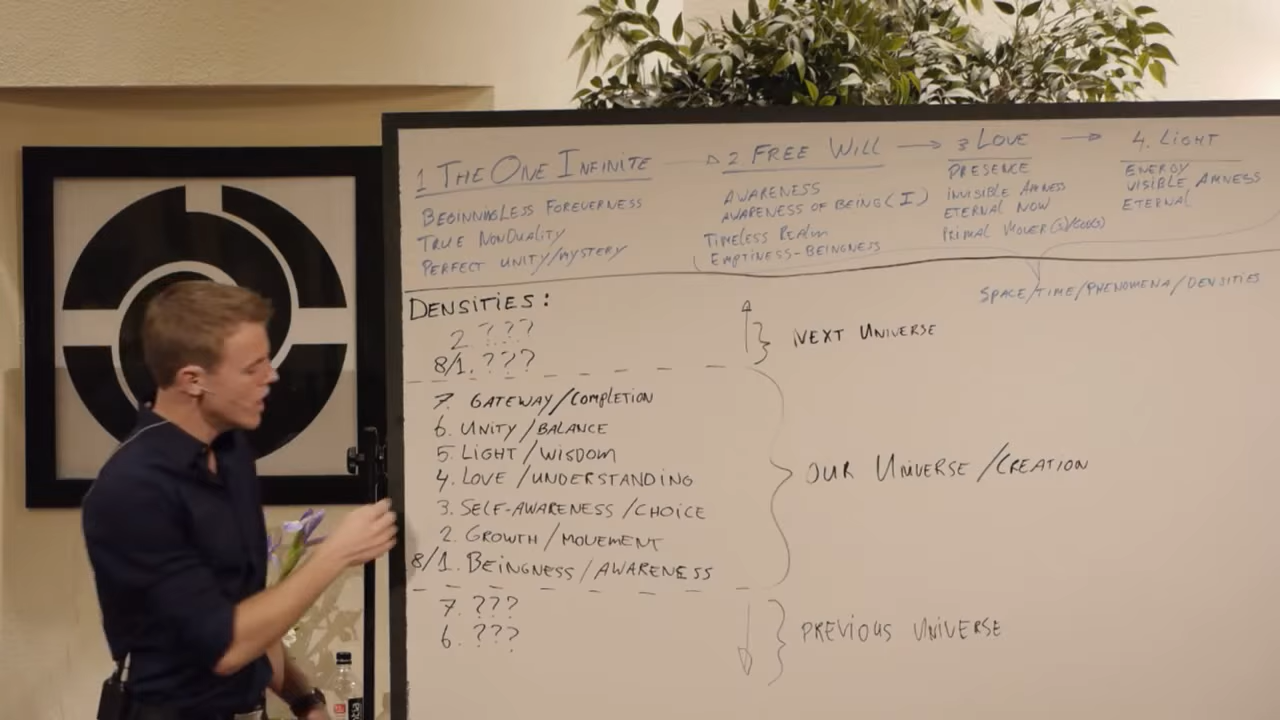 1 THE ONE INFINITE → 2 FREE WILL → 3 LOVE → 4. LIGHT
BEGINNINGLESS FOREVERNESS
TRUE NONDUALITY
PERFECT UNITY/MYSTERY
AWARENESS
AWARENESS OF BEING (I)
TIMELESS REALM
EMPTINESS-BEINGNESS
PRESENCE
INVISIBLE AMNESS
ETERNAL NOW
PRIMAL MOVER(S)/GOD(S)
ENERGY
VISIBLE AMNESS
ETERNAL
SPACE/TIME/PHENOMENA/DENSITIES
DENSITIES:
2. ???
8/1. ???
NEXT UNIVERSE
7. GATEWAY/COMPLETION
6. UNITY/BALANCE
5. LIGHT/WISDOM
4. LOVE/UNDERSTANDING
3. SELF-AWARENESS/CHOICE
2. GROWTH/MOVEMENT
8/1. BEINGNESS/AWARENESS
OUR UNIVERSE/CREATION
7. ???
6. ???
PREVIOUS UNIVERSE